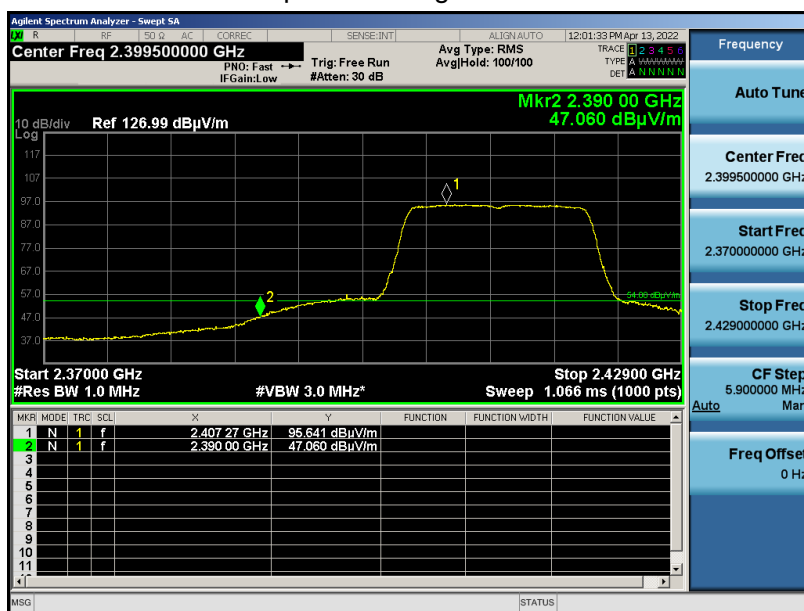 Agilent Spectrum Analyzer - Swept SA
LXI R RF 50 Ω AC CORREC SENSE:INT ALIGN AUTO 12:01:33 PM Apr 13, 2022
Center Freq 2.399500000 GHz
PNO: Fast
IFGain:Low
Trig: Free Run
#Atten: 30 dB
Avg Type: RMS
Avg|Hold: 100/100
TRACE 1 2 3 4 5 6
TYPE A WWWWW
DET A N N N N N
Mkr2 2.390 00 GHz
47.060 dBµV/m
10 dB/div
Log
Ref 126.99 dBµV/m
117
107
97.0
87.0
77.0
67.0
57.0
47.0
37.0
1
2
54.00 dBµV/m
Start 2.37000 GHz Stop 2.42900 GHz
#Res BW 1.0 MHz #VBW 3.0 MHz* Sweep 1.066 ms (1000 pts)
MKR MODE TRC SCL X Y FUNCTION FUNCTION WIDTH FUNCTION VALUE
1 N 1 f 2.407 27 GHz 95.641 dBµV/m
2 N 1 f 2.390 00 GHz 47.060 dBµV/m
3
4
5
6
7
8
9
10
11
MSG STATUS
Frequency
Auto Tune
Center Freq
2.399500000 GHz
Start Freq
2.370000000 GHz
Stop Freq
2.429000000 GHz
CF Step
5.900000 MHz
Auto Man
Freq Offset
0 Hz